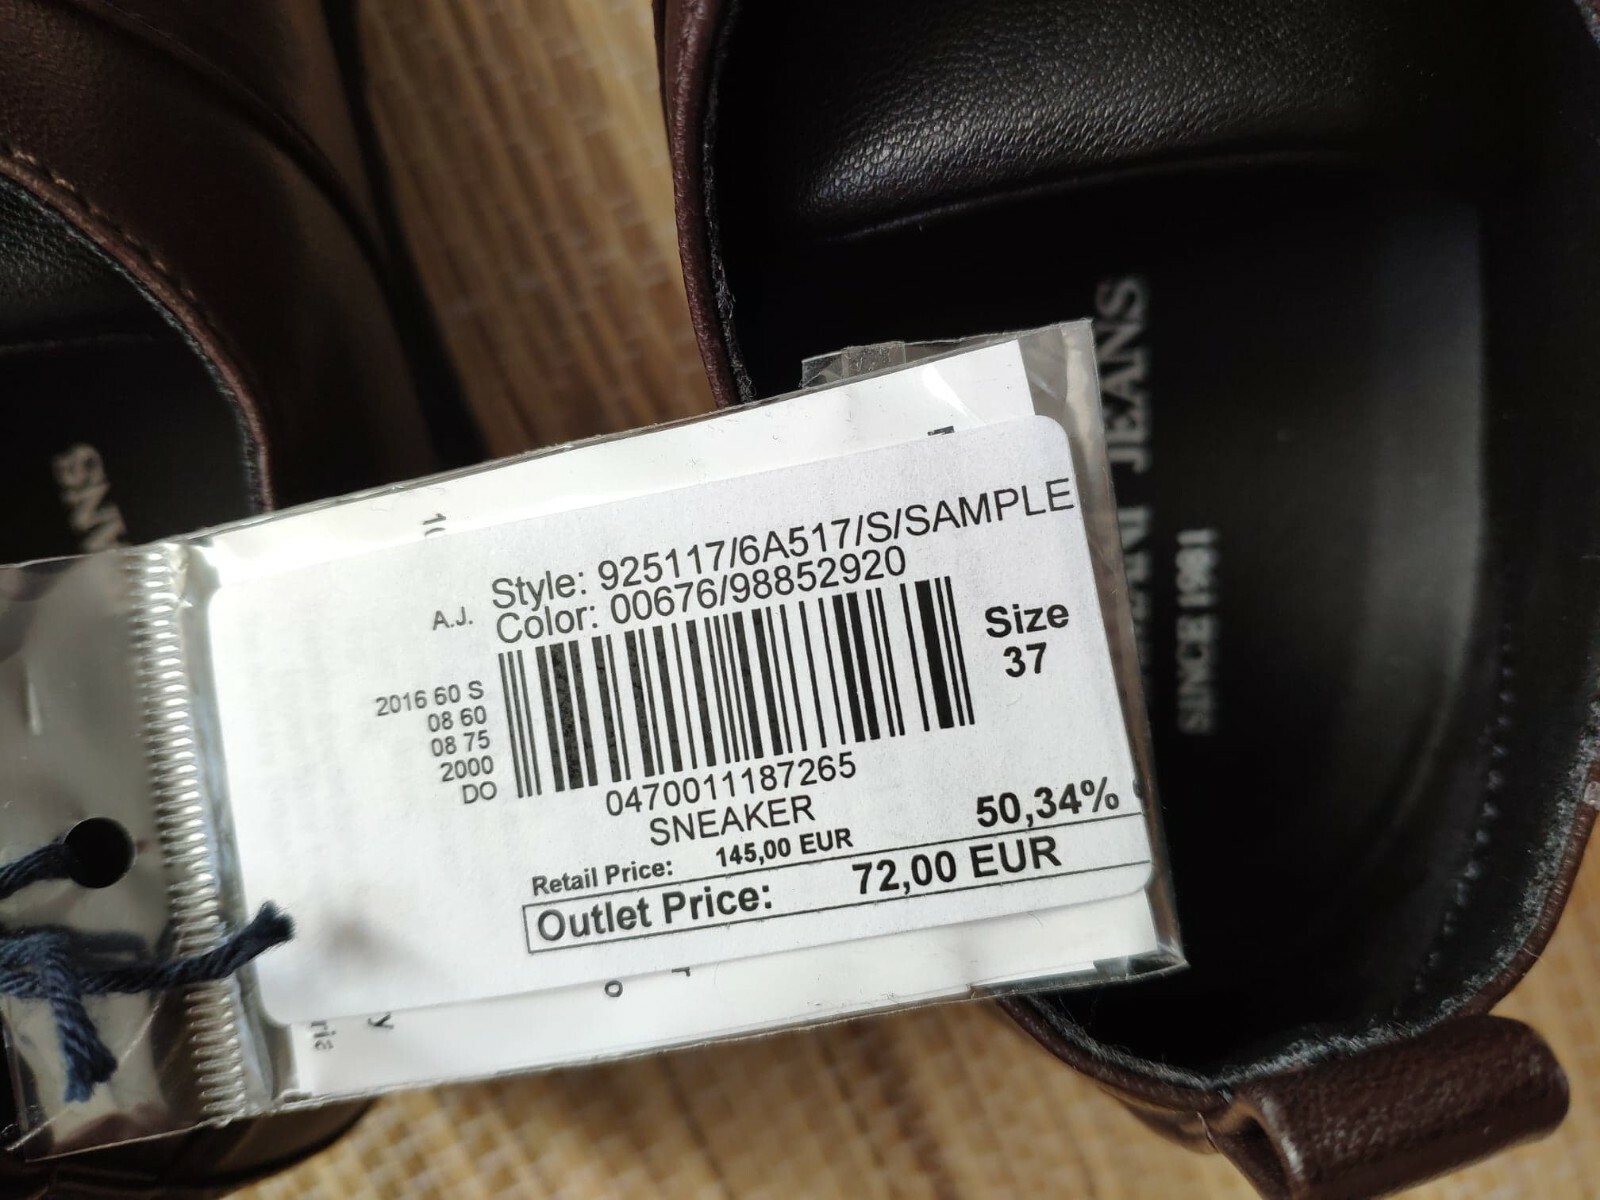 Style: 925117/6A517/S/SAMPLE
A.J. Color: 00676/98852920
Size
37
2016 60 S
08 60
08 75
2000
DO
0470011187265
SNEAKER
50,34%
Retail Price: 145,00 EUR
Outlet Price: 72,00 EUR
JEANS
SINCE 1981